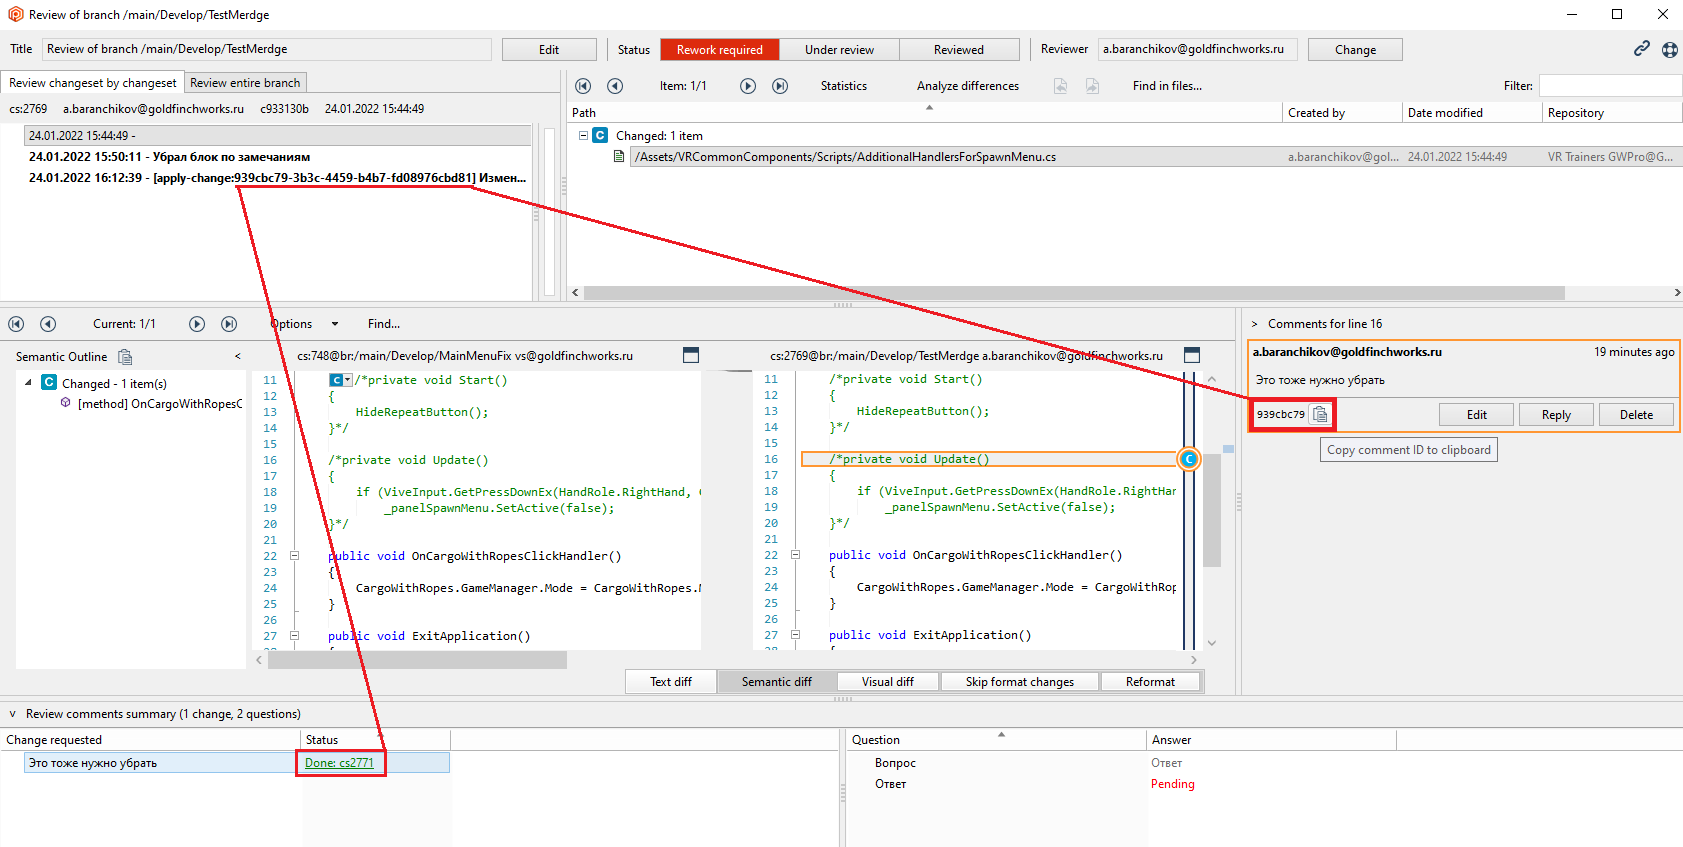 Review of branch /main/Develop/TestMerdge
Title
Review of branch /main/Develop/TestMerdge
Edit
Status
Rework required
Under review
Reviewed
Reviewer
a.baranchikov@goldfinchworks.ru
Change
Review changeset by changeset
Review entire branch
cs:2769 a.baranchikov@goldfinchworks.ru c933130b 24.01.2022 15:44:49
24.01.2022 15:44:49 -
24.01.2022 15:50:11 - Убрал блок по замечаниям
24.01.2022 16:12:39 - [apply-change:939cbc79-3b3c-4459-b4b7-fd08976cbd81] Измен...
Item: 1/1
Statistics
Analyze differences
Find in files...
Filter:
Path
Created by
Date modified
Repository
C Changed: 1 item
/Assets/VRCommonComponents/Scripts/AdditionalHandlersForSpawnMenu.cs
a.baranchikov@gol...
24.01.2022 15:44:49
VR Trainers GWPro@G...
Current: 1/1
Options
Find...
Semantic Outline
<
C Changed - 1 item(s)
[method] OnCargoWithRopesC
cs:748@br:/main/Develop/MainMenuFix vs@goldfinchworks.ru
11 C /*private void Start()
12 {
13 HideRepeatButton();
14 }*/
15
16 /*private void Update()
17 {
18 if (ViveInput.GetPressDownEx(HandRole.RightHand,
19 _panelSpawnMenu.SetActive(false);
20 }*/
21
22 public void OnCargoWithRopesClickHandler()
23 {
24 CargoWithRopes.GameManager.Mode = CargoWithRopes.
25 }
26
27 public void ExitApplication()
cs:2769@br:/main/Develop/TestMerdge a.baranchikov@goldfinchworks.ru
11 /*private void Start()
12 {
13 HideRepeatButton();
14 }*/
15
16 /*private void Update()
C
17 {
18 if (ViveInput.GetPressDownEx(HandRole.RightHan
19 _panelSpawnMenu.SetActive(false);
20 }*/
21
22 public void OnCargoWithRopesClickHandler()
23 {
24 CargoWithRopes.GameManager.Mode = CargoWithRop
25 }
26
27 public void ExitApplication()
Text diff
Semantic diff
Visual diff
Skip format changes
Reformat
> Comments for line 16
a.baranchikov@goldfinchworks.ru
19 minutes ago
Это тоже нужно убрать
939cbc79
Edit
Reply
Delete
Copy comment ID to clipboard
Review comments summary (1 change, 2 questions)
Change requested
Status
Это тоже нужно убрать
Done: cs2771
Question
Answer
Вопрос
Ответ
Ответ
Pending